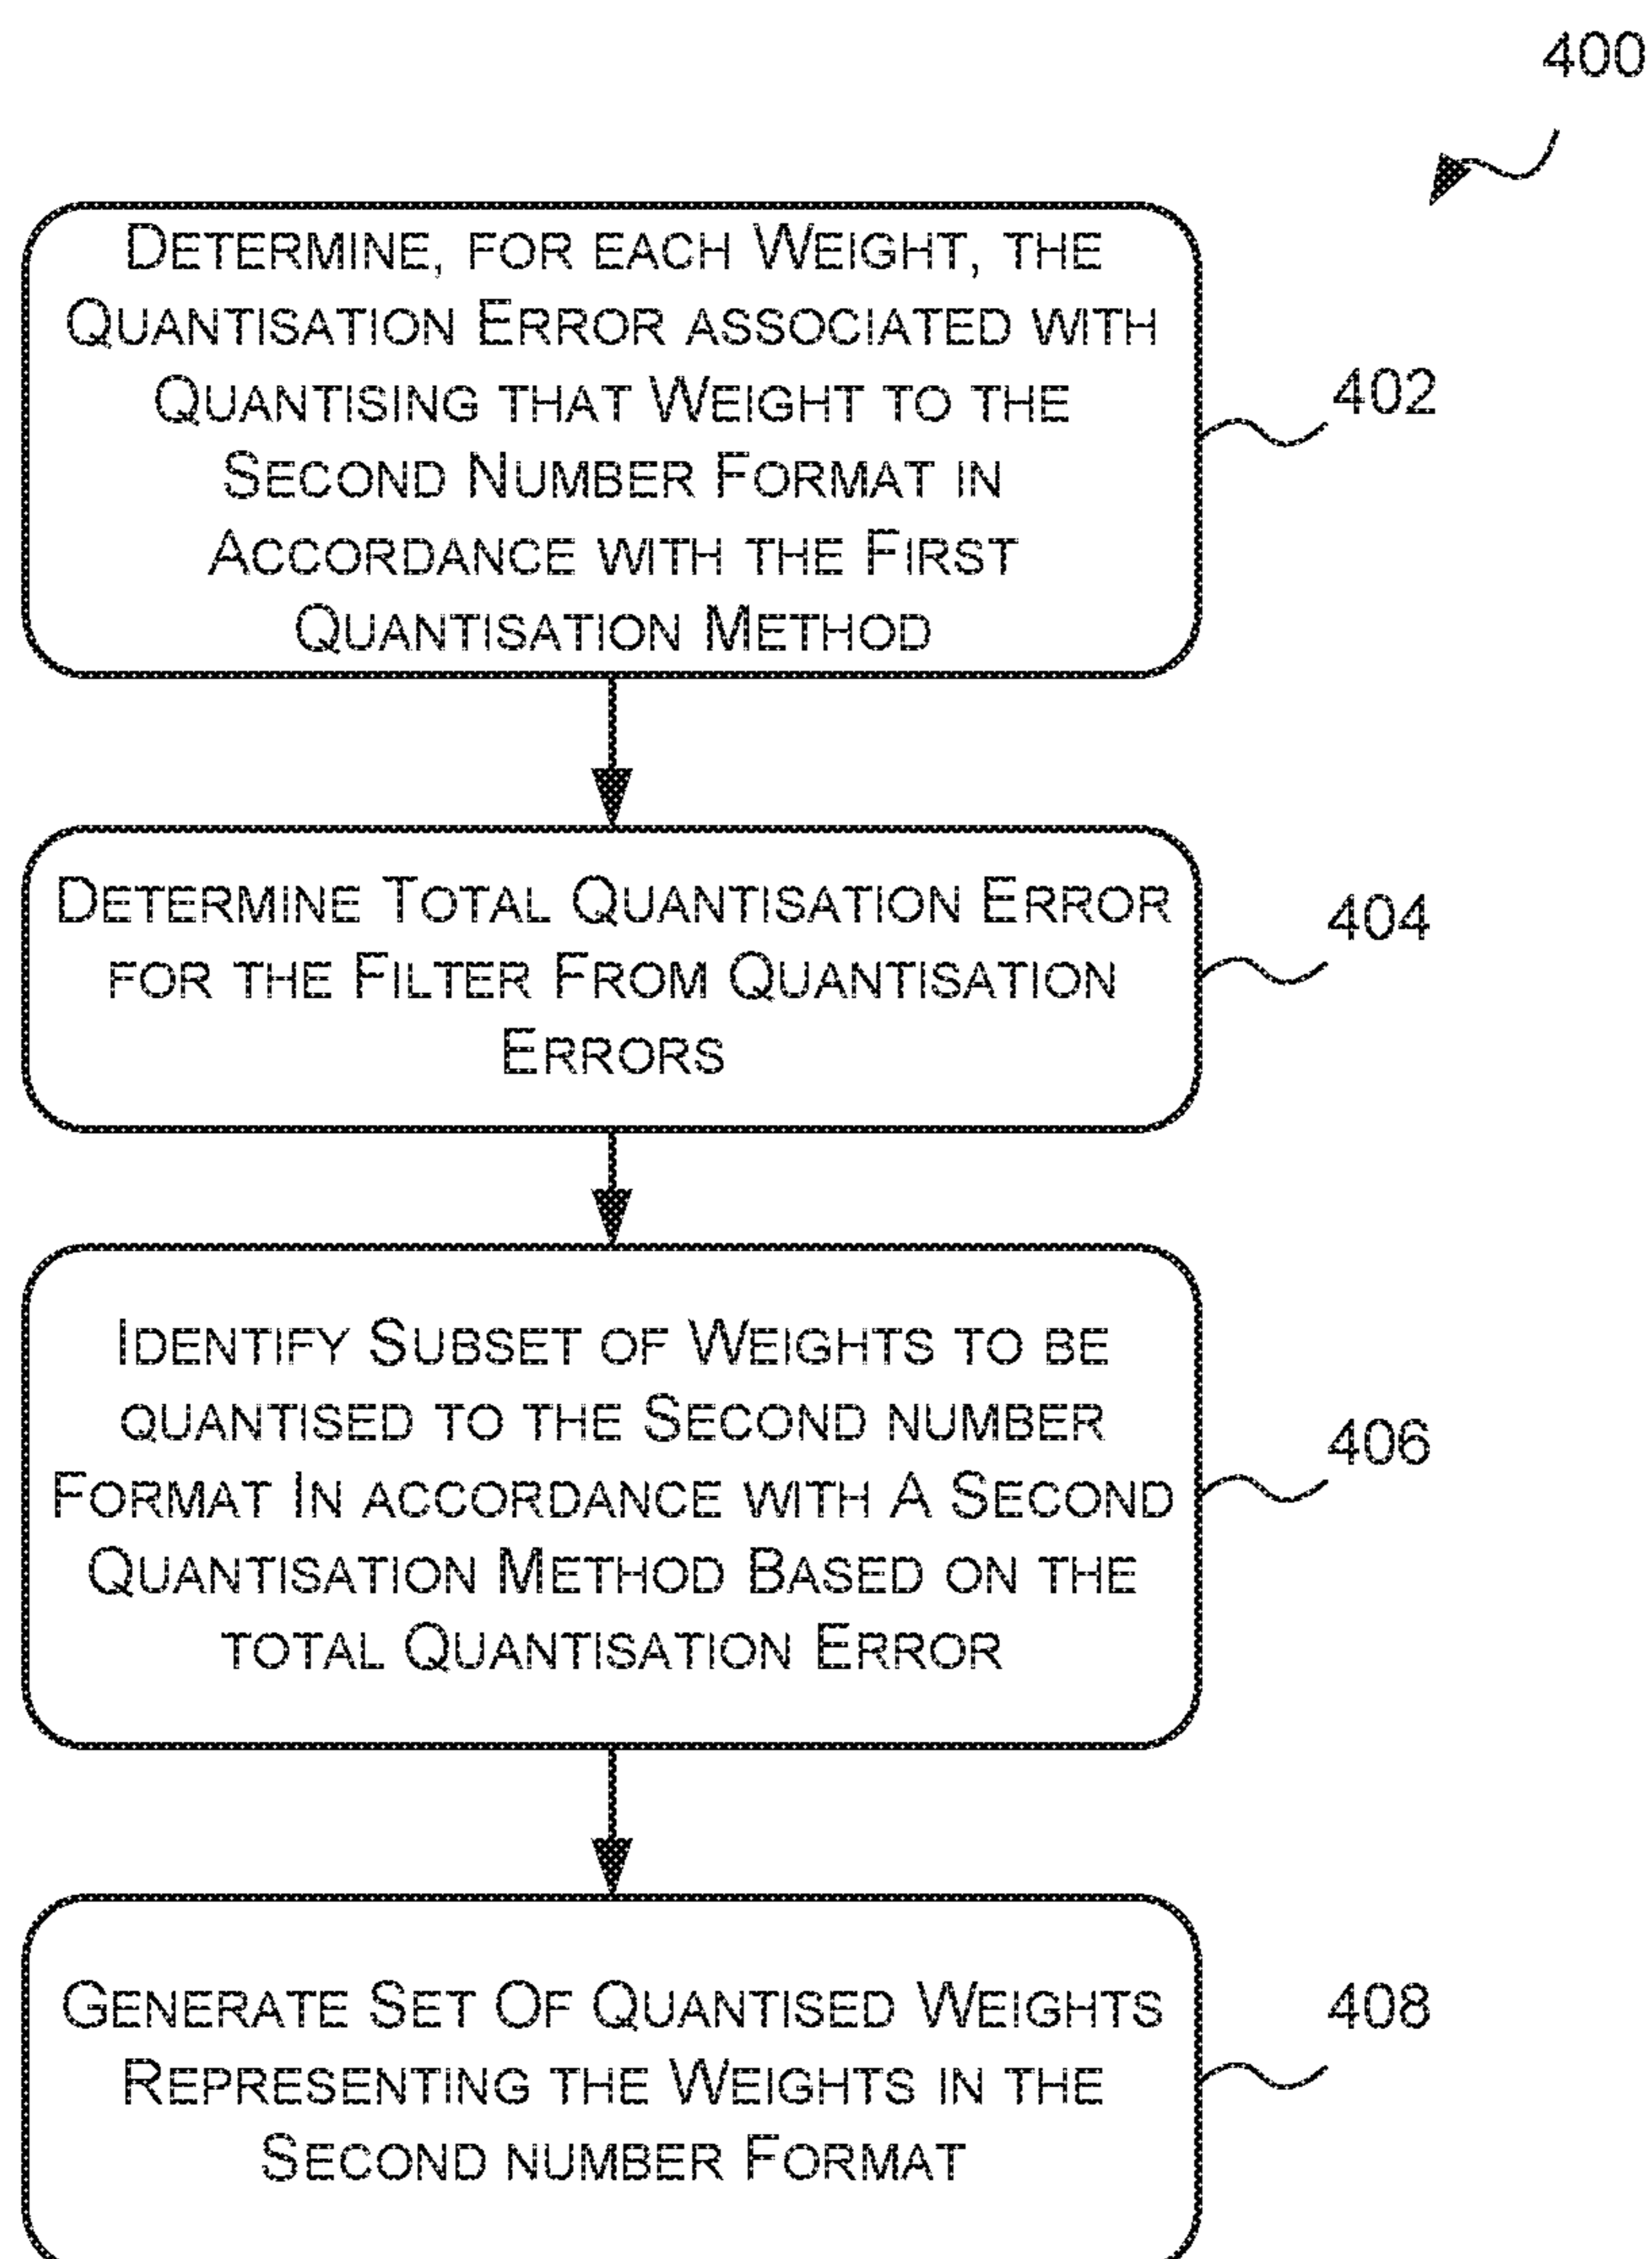 400
DETERMINE, FOR EACH WEIGHT, THE
QUANTISATION ERROR ASSOCIATED WITH
QUANTISING THAT WEIGHT TO THE
SECOND NUMBER FORMAT IN
ACCORDANCE WITH THE FIRST
QUANTISATION METHOD
402
DETERMINE TOTAL QUANTISATION ERROR
FOR THE FILTER FROM QUANTISATION
ERRORS
404
IDENTIFY SUBSET OF WEIGHTS TO BE
QUANTISED TO THE SECOND NUMBER
FORMAT IN ACCORDANCE WITH A SECOND
QUANTISATION METHOD BASED ON THE
TOTAL QUANTISATION ERROR
406
GENERATE SET OF QUANTISED WEIGHTS
REPRESENTING THE WEIGHTS IN THE
SECOND NUMBER FORMAT
408